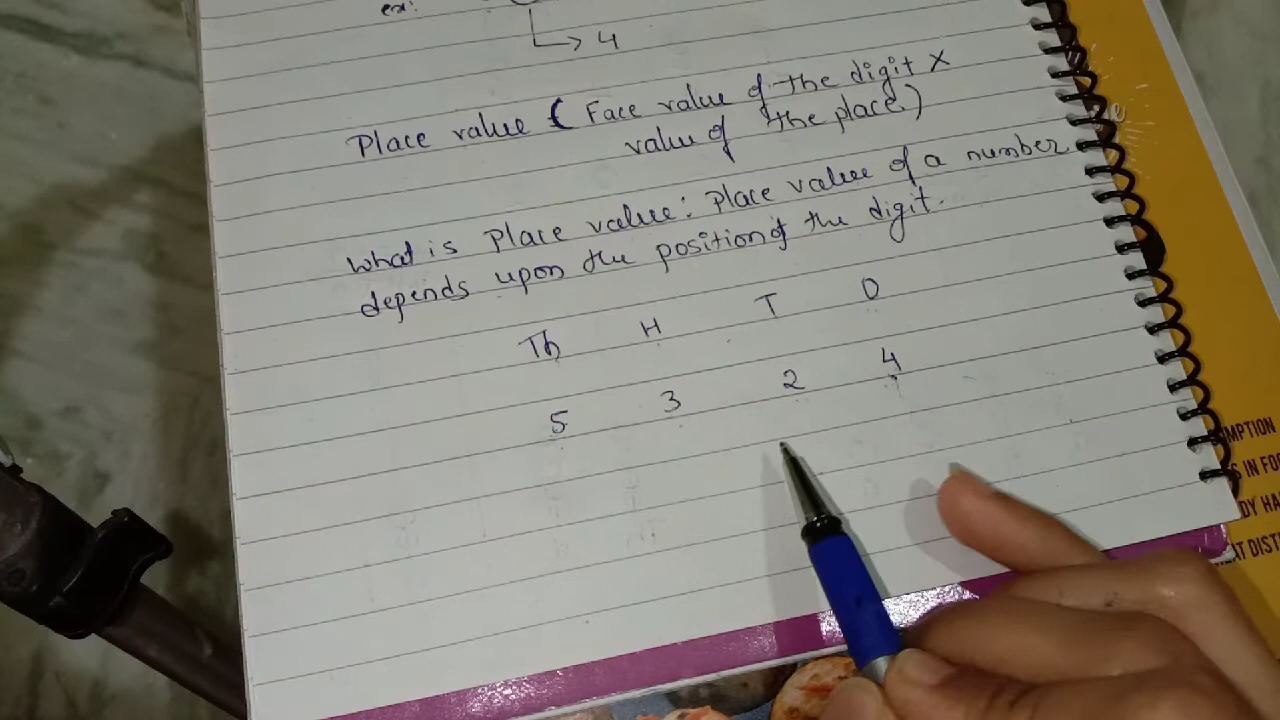 ex:
4
Place value ( Face value of the digit ×
value of the place.)
What is Place value: Place value of a number
depends upon the position of the digit.
Th H T O
5 3 2 4
MPTION
IN FO
DY HA
AT DIST